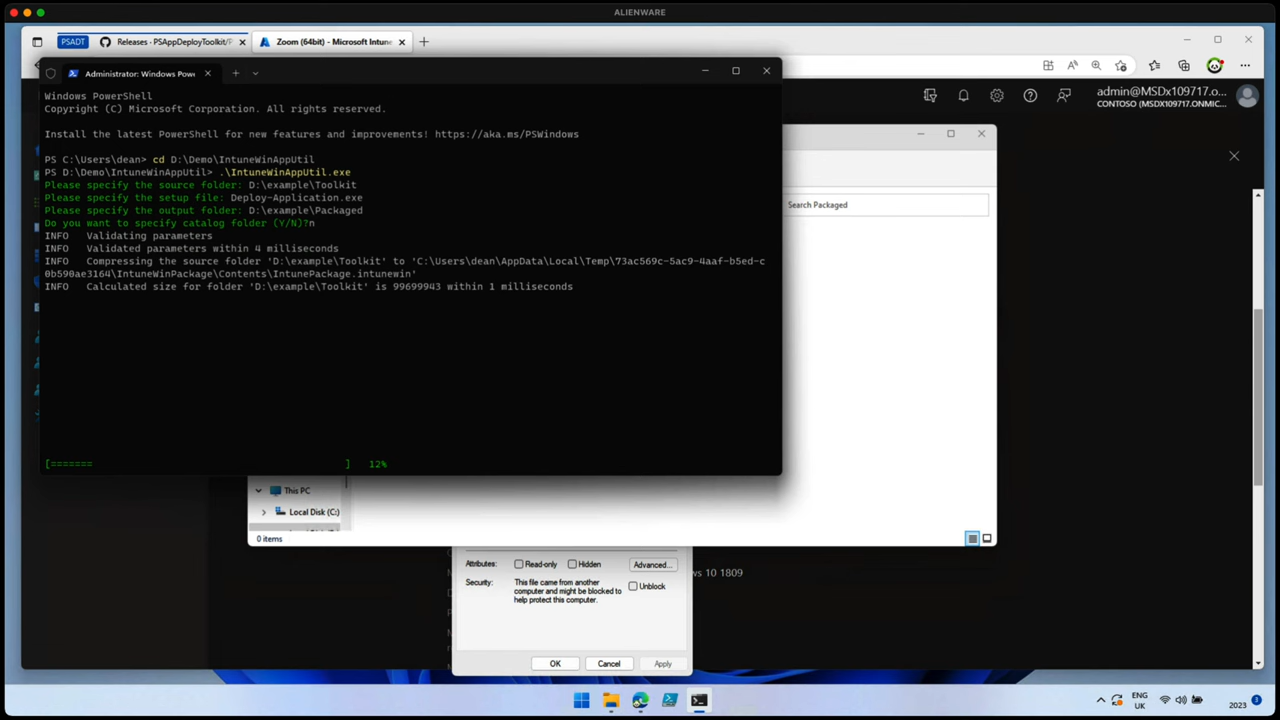 ALIENWARE
PSADT
Releases · PSAppDeployToolkit/P
Zoom (64bit) - Microsoft Intune
Administrator: Windows Pow
admin@MSDx109717.o...
CONTOSO (MSDX109717.ONMIC...
Windows PowerShell
Copyright (C) Microsoft Corporation. All rights reserved.
Install the latest PowerShell for new features and improvements! https://aka.ms/PSWindows
PS C:\Users\dean> cd D:\Demo\IntuneWinAppUtil
PS D:\Demo\IntuneWinAppUtil> .\IntuneWinAppUtil.exe
Please specify the source folder: D:\example\Toolkit
Please specify the setup file: Deploy-Application.exe
Please specify the output folder: D:\example\Packaged
Do you want to specify catalog folder (Y/N)?n
INFO   Validating parameters
INFO   Validated parameters within 4 milliseconds
INFO   Compressing the source folder 'D:\example\Toolkit' to 'C:\Users\dean\AppData\Local\Temp\73ac569c-5ac9-4aaf-b5ed-c
0b590ae3164\IntuneWinPackage\Contents\IntunePackage.intunewin'
INFO   Calculated size for folder 'D:\example\Toolkit' is 99699943 within 1 milliseconds
[=======                                           ]   12%
Search Packaged
This PC
Local Disk (C:)
0 items
Attributes:
Read-only
Hidden
Advanced...
Security:
This file came from another
computer and might be blocked to
help protect this computer.
Unblock
ws 10 1809
OK
Cancel
Apply
ENG
UK
2023
3